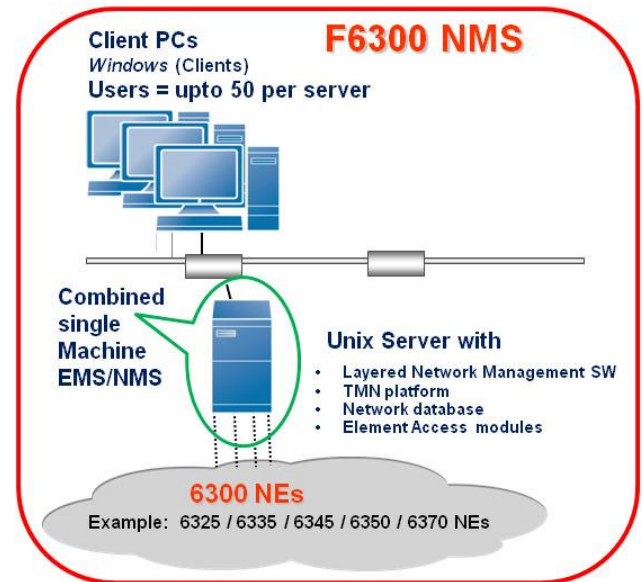 F6300 NMS
Client PCs
Windows (Clients)
Users = upto 50 per server
Combined
single
Machine
EMS/NMS
Unix Server with
• Layered Network Management SW
• TMN platform
• Network database
• Element Access modules
6300 NEs
Example: 6325 / 6335 / 6345 / 6350 / 6370 NEs